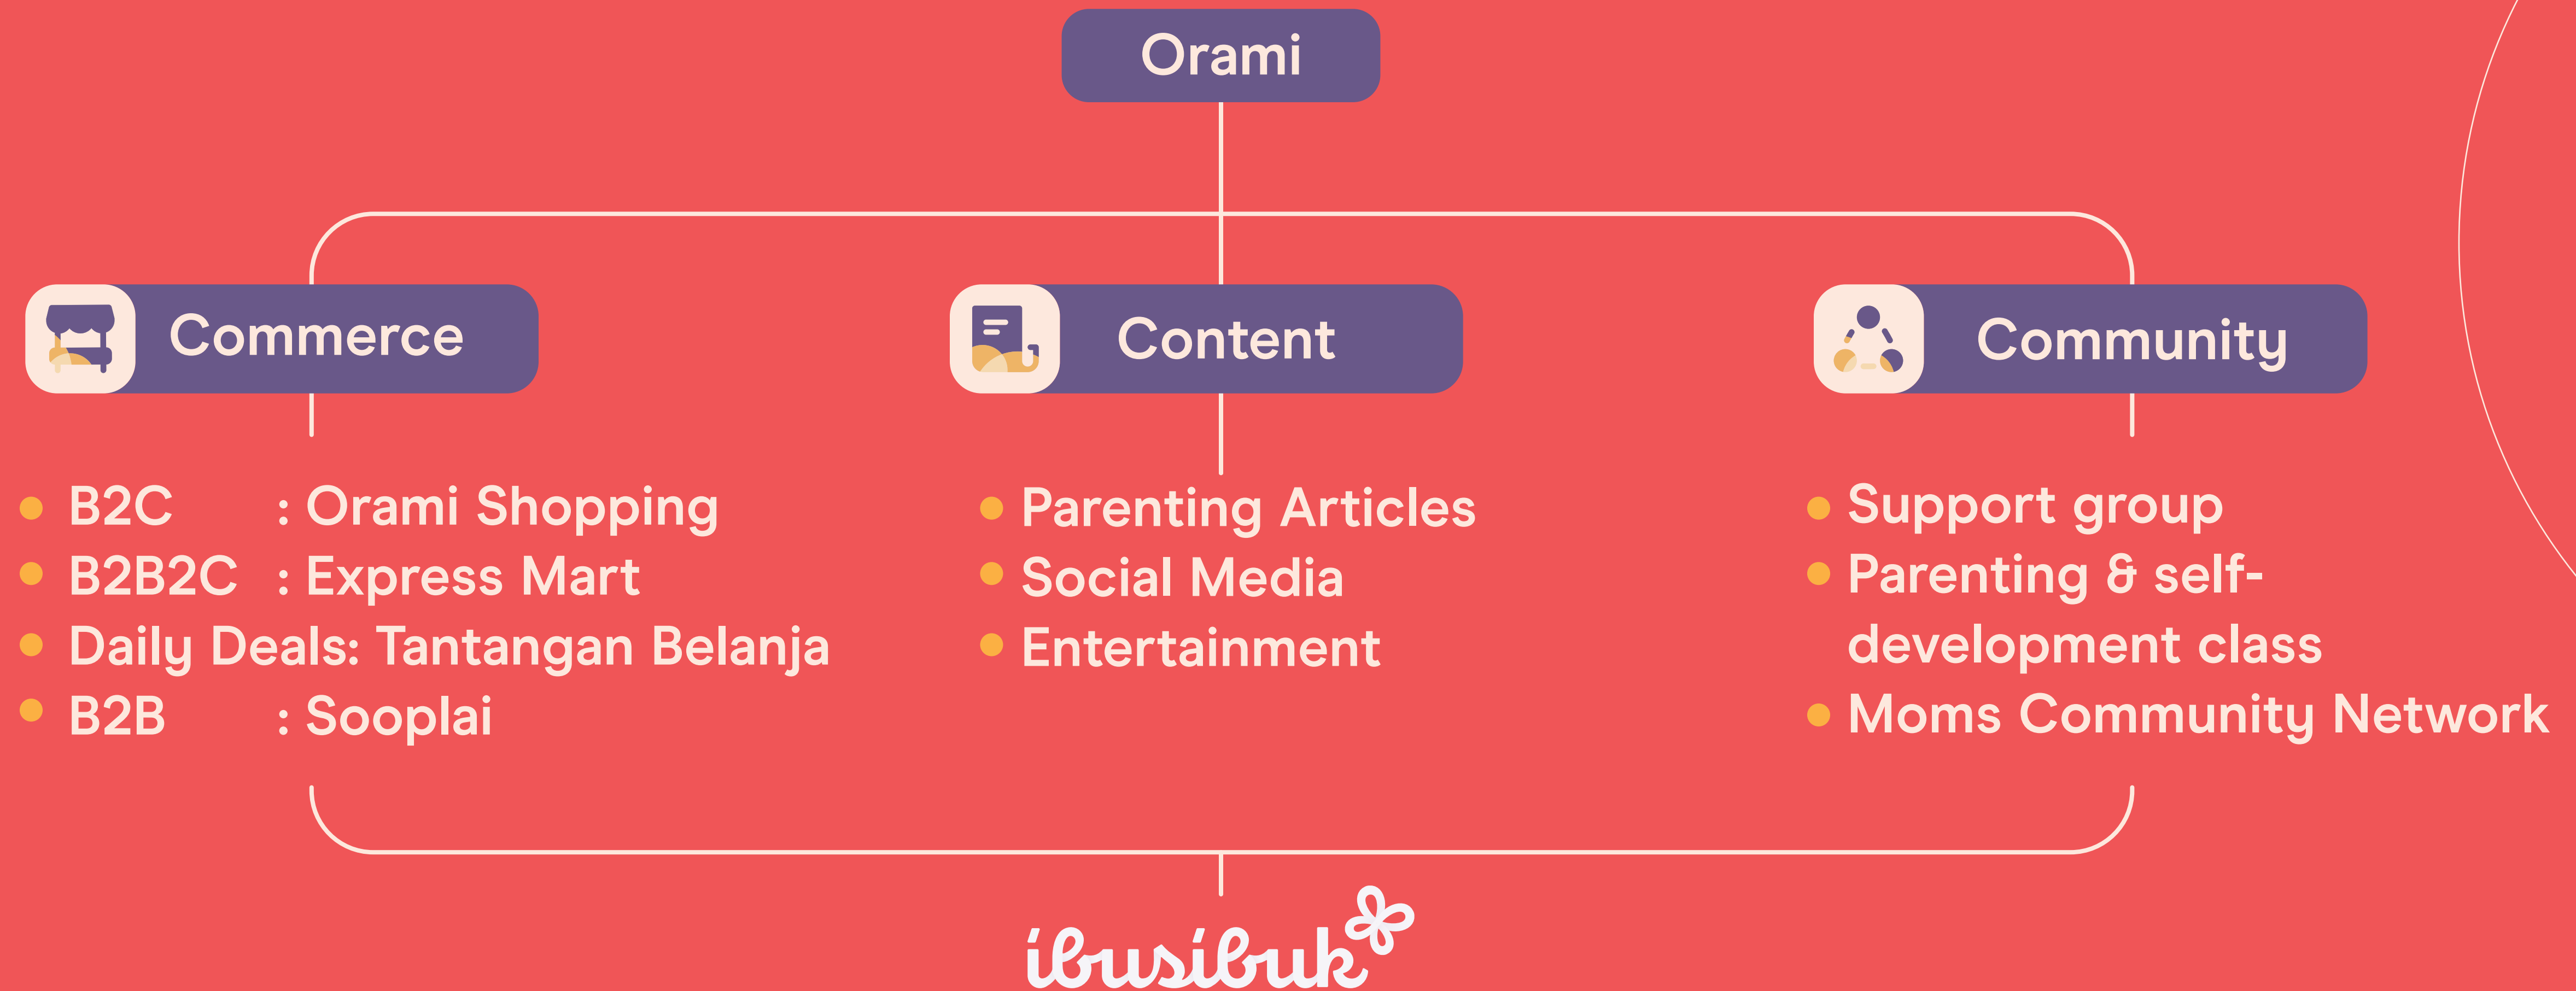 Orami
Commerce
B2C : Orami Shopping
B2B2C : Express Mart
Daily Deals: Tantangan Belanja
B2B : Sooplai
Content
Parenting Articles
Social Media
Entertainment
Community
Support group
Parenting & self-
development class
Moms Community Network
ibusibuk